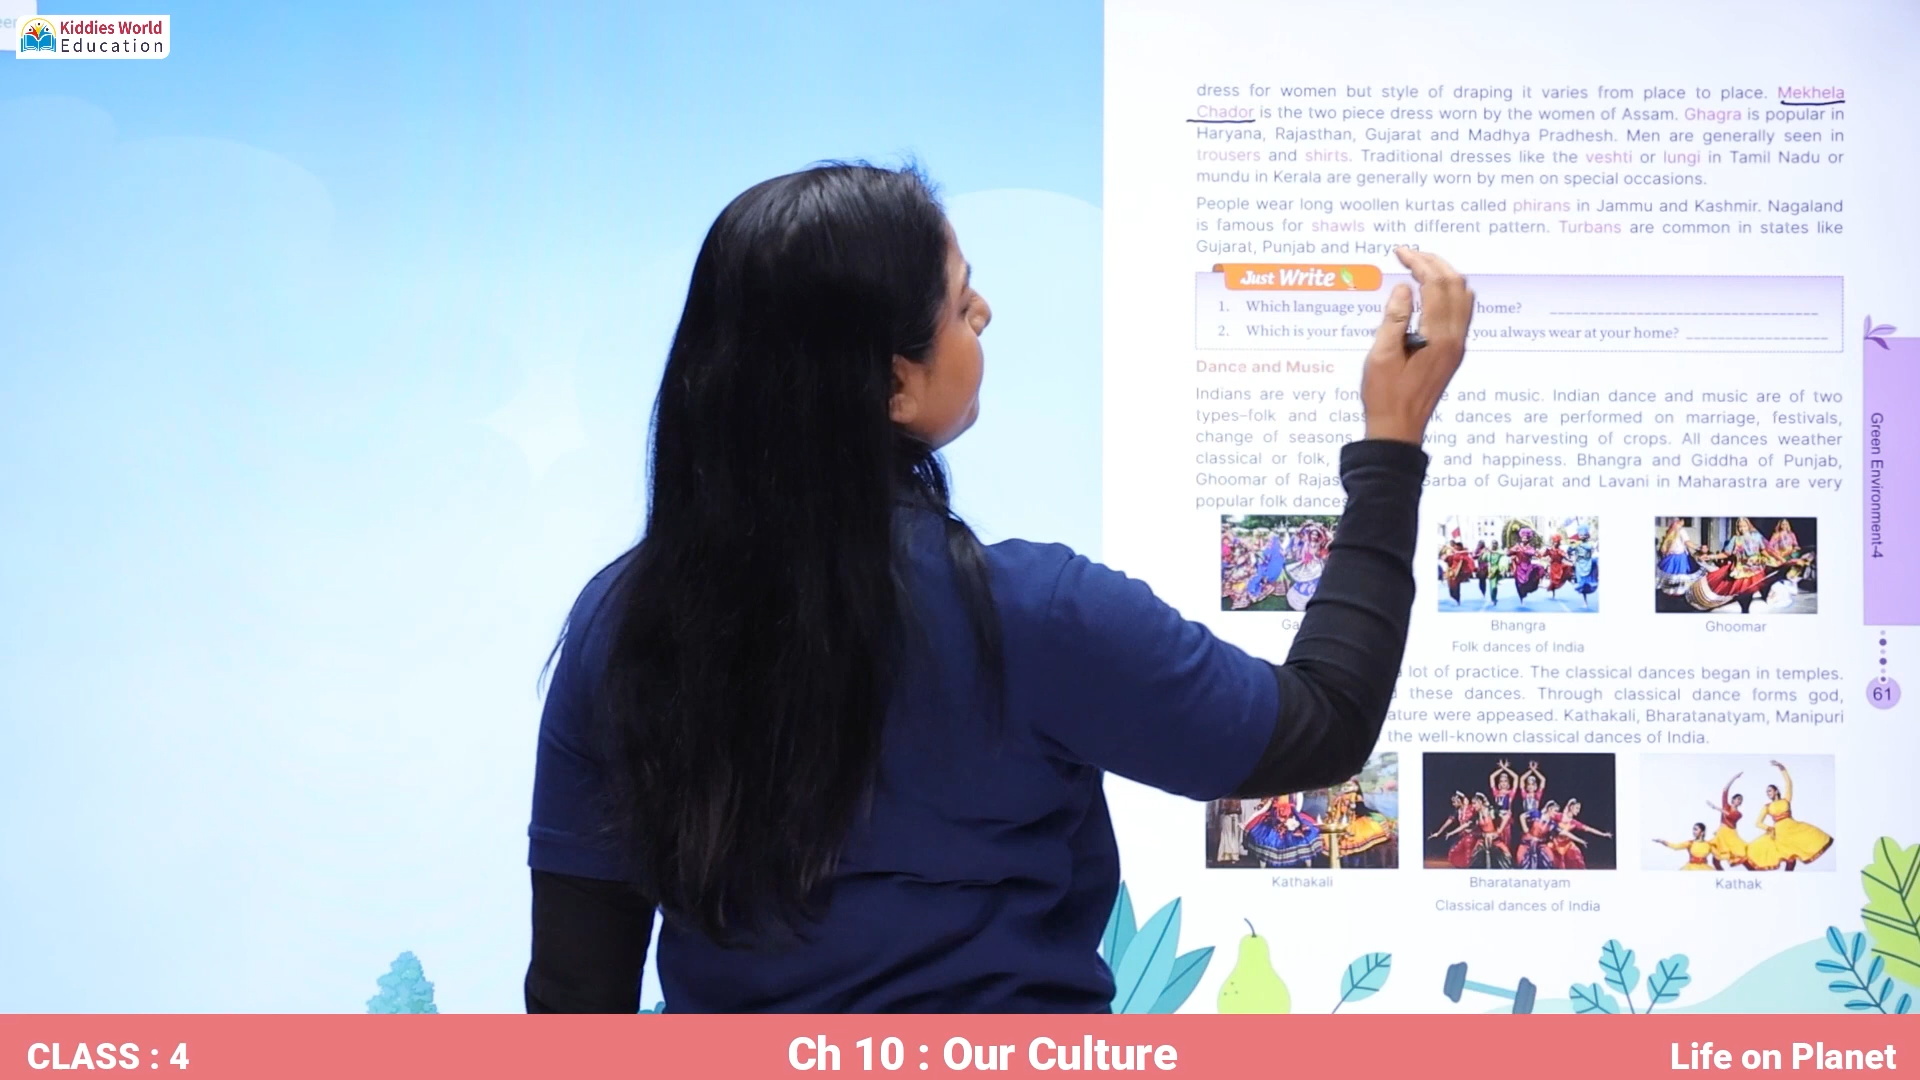 Kiddies World
Education
dress for women but style of draping it varies from place to place. Mekhela
Chador is the two piece dress worn by the women of Assam. Ghagra is popular in
Haryana, Rajasthan, Gujarat and Madhya Pradhesh. Men are generally seen in
trousers and shirts. Traditional dresses like the veshti or lungi in Tamil Nadu or
mundu in Kerala are generally worn by men on special occasions.
People wear long woollen kurtas called phirans in Jammu and Kashmir. Nagaland
is famous for shawls with different pattern. Turbans are common in states like
Gujarat, Punjab and Haryana
Just Write
1. Which language you home?
2. Which is your you always wear at your home?
Dance and Music
Indians are very and music. Indian dance and music are of two
types–folk and dances are performed on marriage, festivals,
change of seasons and harvesting of crops. All dances weather
classical or folk, and happiness. Bhangra and Giddha of Punjab,
Ghoomar of Garba of Gujarat and Lavani in Maharastra are very
popular folk dances
Bhangra
Ghoomar
Folk dances of India
lot of practice. The classical dances began in temples.
these dances. Through classical dance forms god,
were appeased. Kathakali, Bharatanatyam, Manipuri
the well-known classical dances of India.
Kathakali
Bharatanatyam
Kathak
Classical dances of India
Green Environment-4
61
CLASS : 4
Ch 10 : Our Culture
Life on Planet